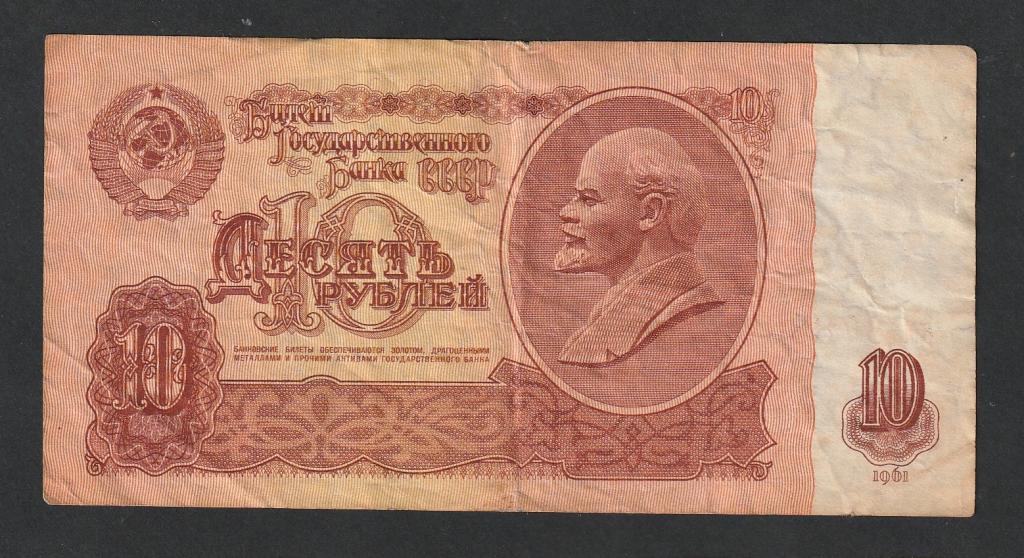 Билет
Государственного
Банка СССР
10
10
Десять
рублей
БАНКОВСКИЕ БИЛЕТЫ ОБЕСПЕЧИВАЮТСЯ ЗОЛОТОМ, ДРАГОЦЕННЫМИ
МЕТАЛЛАМИ И ПРОЧИМИ АКТИВАМИ ГОСУДАРСТВЕННОГО БАНКА
10
10
1961